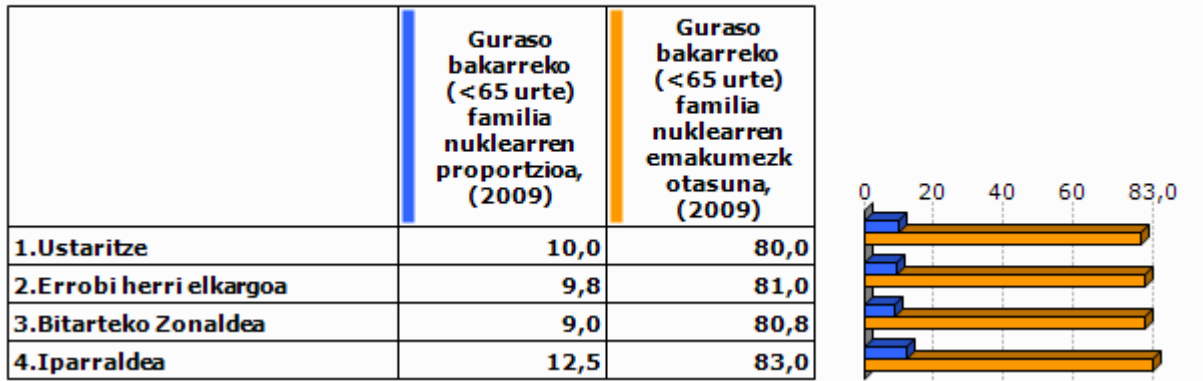 Guraso
bakarreko
(<65 urte)
familia
nuklearren
proportzioa,
(2009)
Guraso
bakarreko
(<65 urte)
familia
nuklearren
emakumezk
otasuna,
(2009)
0 20 40 60 83,0
1.Ustaritze 10,0 80,0
2.Errobi herri elkargoa 9,8 81,0
3.Bitarteko Zonaldea 9,0 80,8
4.Iparraldea 12,5 83,0